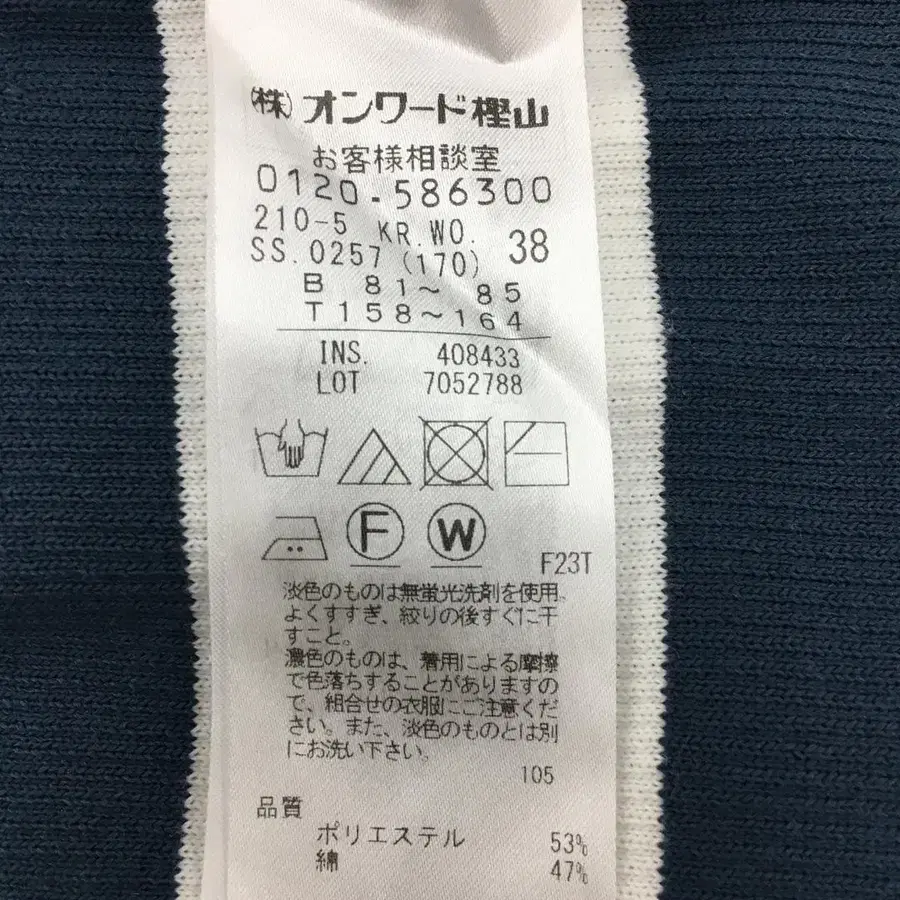 (株)オンワード樫山
お客様相談室
0120-586300
210-5 KR.WO. 38
SS.0257 (170)
B 81～ 85
T158～164
INS. 408433
LOT 7052788
F W
F23T
淡色のものは無蛍光洗剤を使用。
よくすすぎ、絞りの後すぐに干
すこと。
濃色のものは、着用による摩擦
で色落ちすることがありますの
で、組合せの衣服にご注意くだ
さい。また、淡色のものとは別
にお洗い下さい。
105
品質
ポリエステル 53%
綿 47%